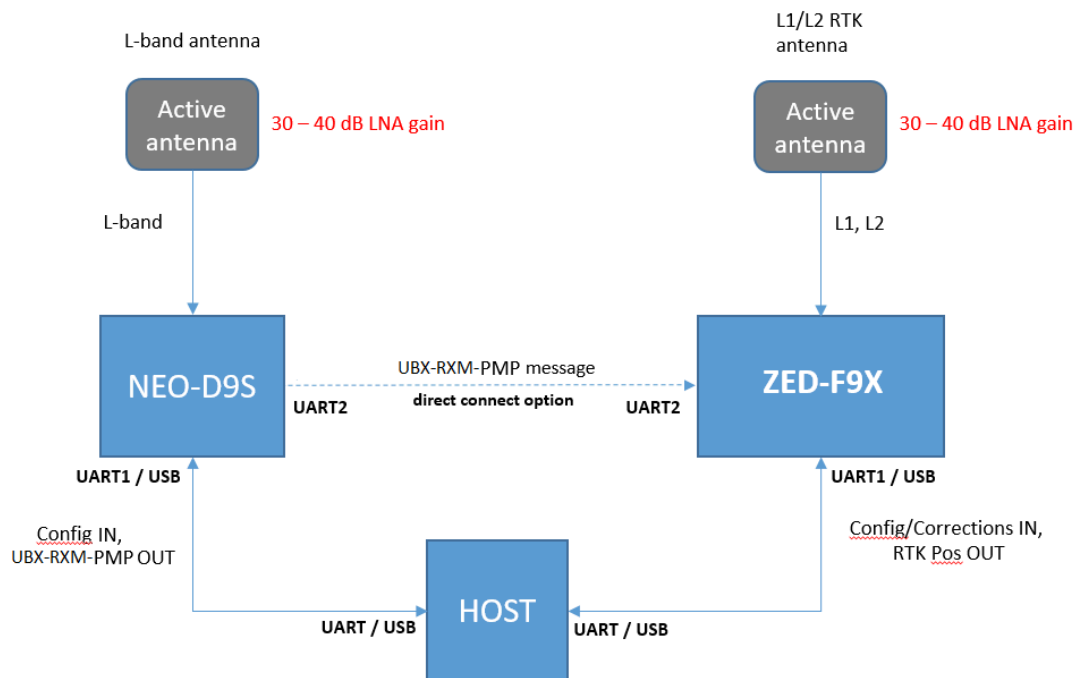 L-band antenna
L1/L2 RTK
antenna
Active
antenna
30 – 40 dB LNA gain
Active
antenna
30 – 40 dB LNA gain
L-band
L1, L2
NEO-D9S
UBX-RXM-PMP message
direct connect option
UART2
UART2
ZED-F9X
UART1 / USB
UART1 / USB
Config IN,
UBX-RXM-PMP OUT
Config/Corrections IN,
RTK Pos OUT
HOST
UART / USB
UART / USB